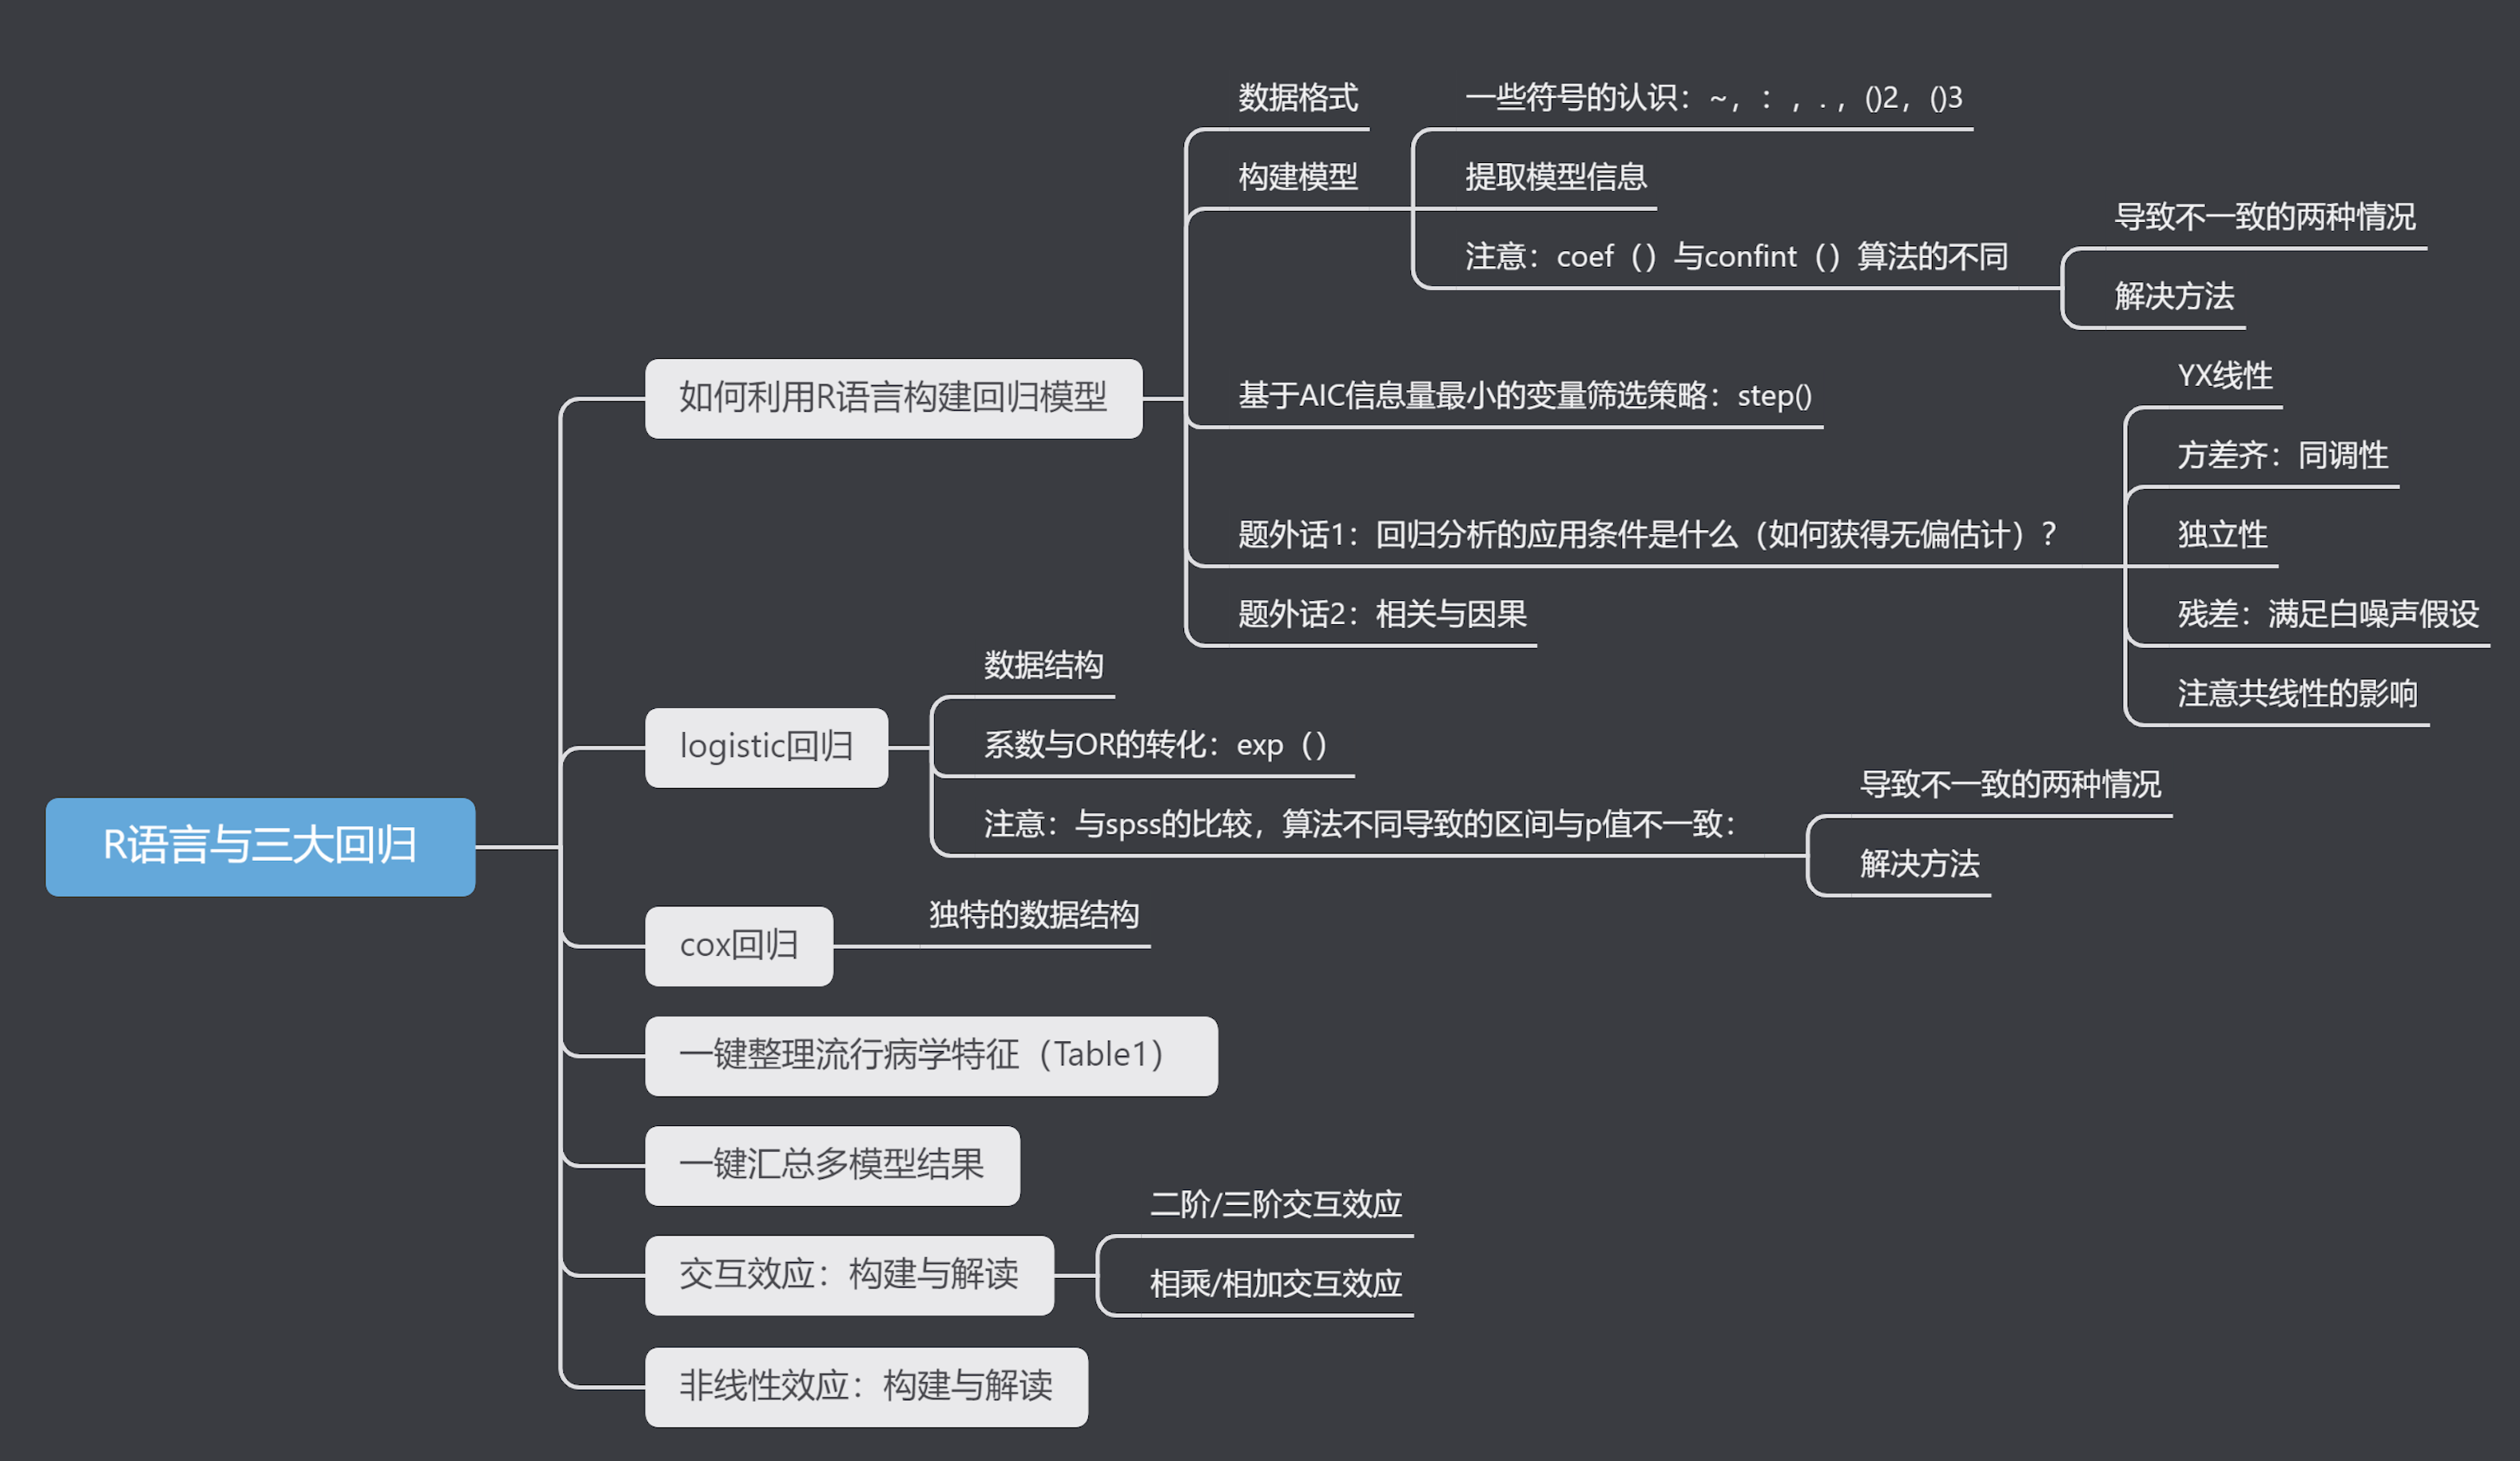 R语言与三大回归
如何利用R语言构建回归模型
数据格式
构建模型
一些符号的认识：~，：，.，()2，()3
提取模型信息
注意：coef（）与confint（）算法的不同
导致不一致的两种情况
解决方法
基于AIC信息量最小的变量筛选策略：step()
题外话1：回归分析的应用条件是什么（如何获得无偏估计）？
YX线性
方差齐：同调性
独立性
残差：满足白噪声假设
注意共线性的影响
题外话2：相关与因果
logistic回归
数据结构
系数与OR的转化：exp（）
注意：与spss的比较，算法不同导致的区间与p值不一致：
导致不一致的两种情况
解决方法
cox回归
独特的数据结构
一键整理流行病学特征（Table1）
一键汇总多模型结果
交互效应：构建与解读
二阶/三阶交互效应
相乘/相加交互效应
非线性效应：构建与解读